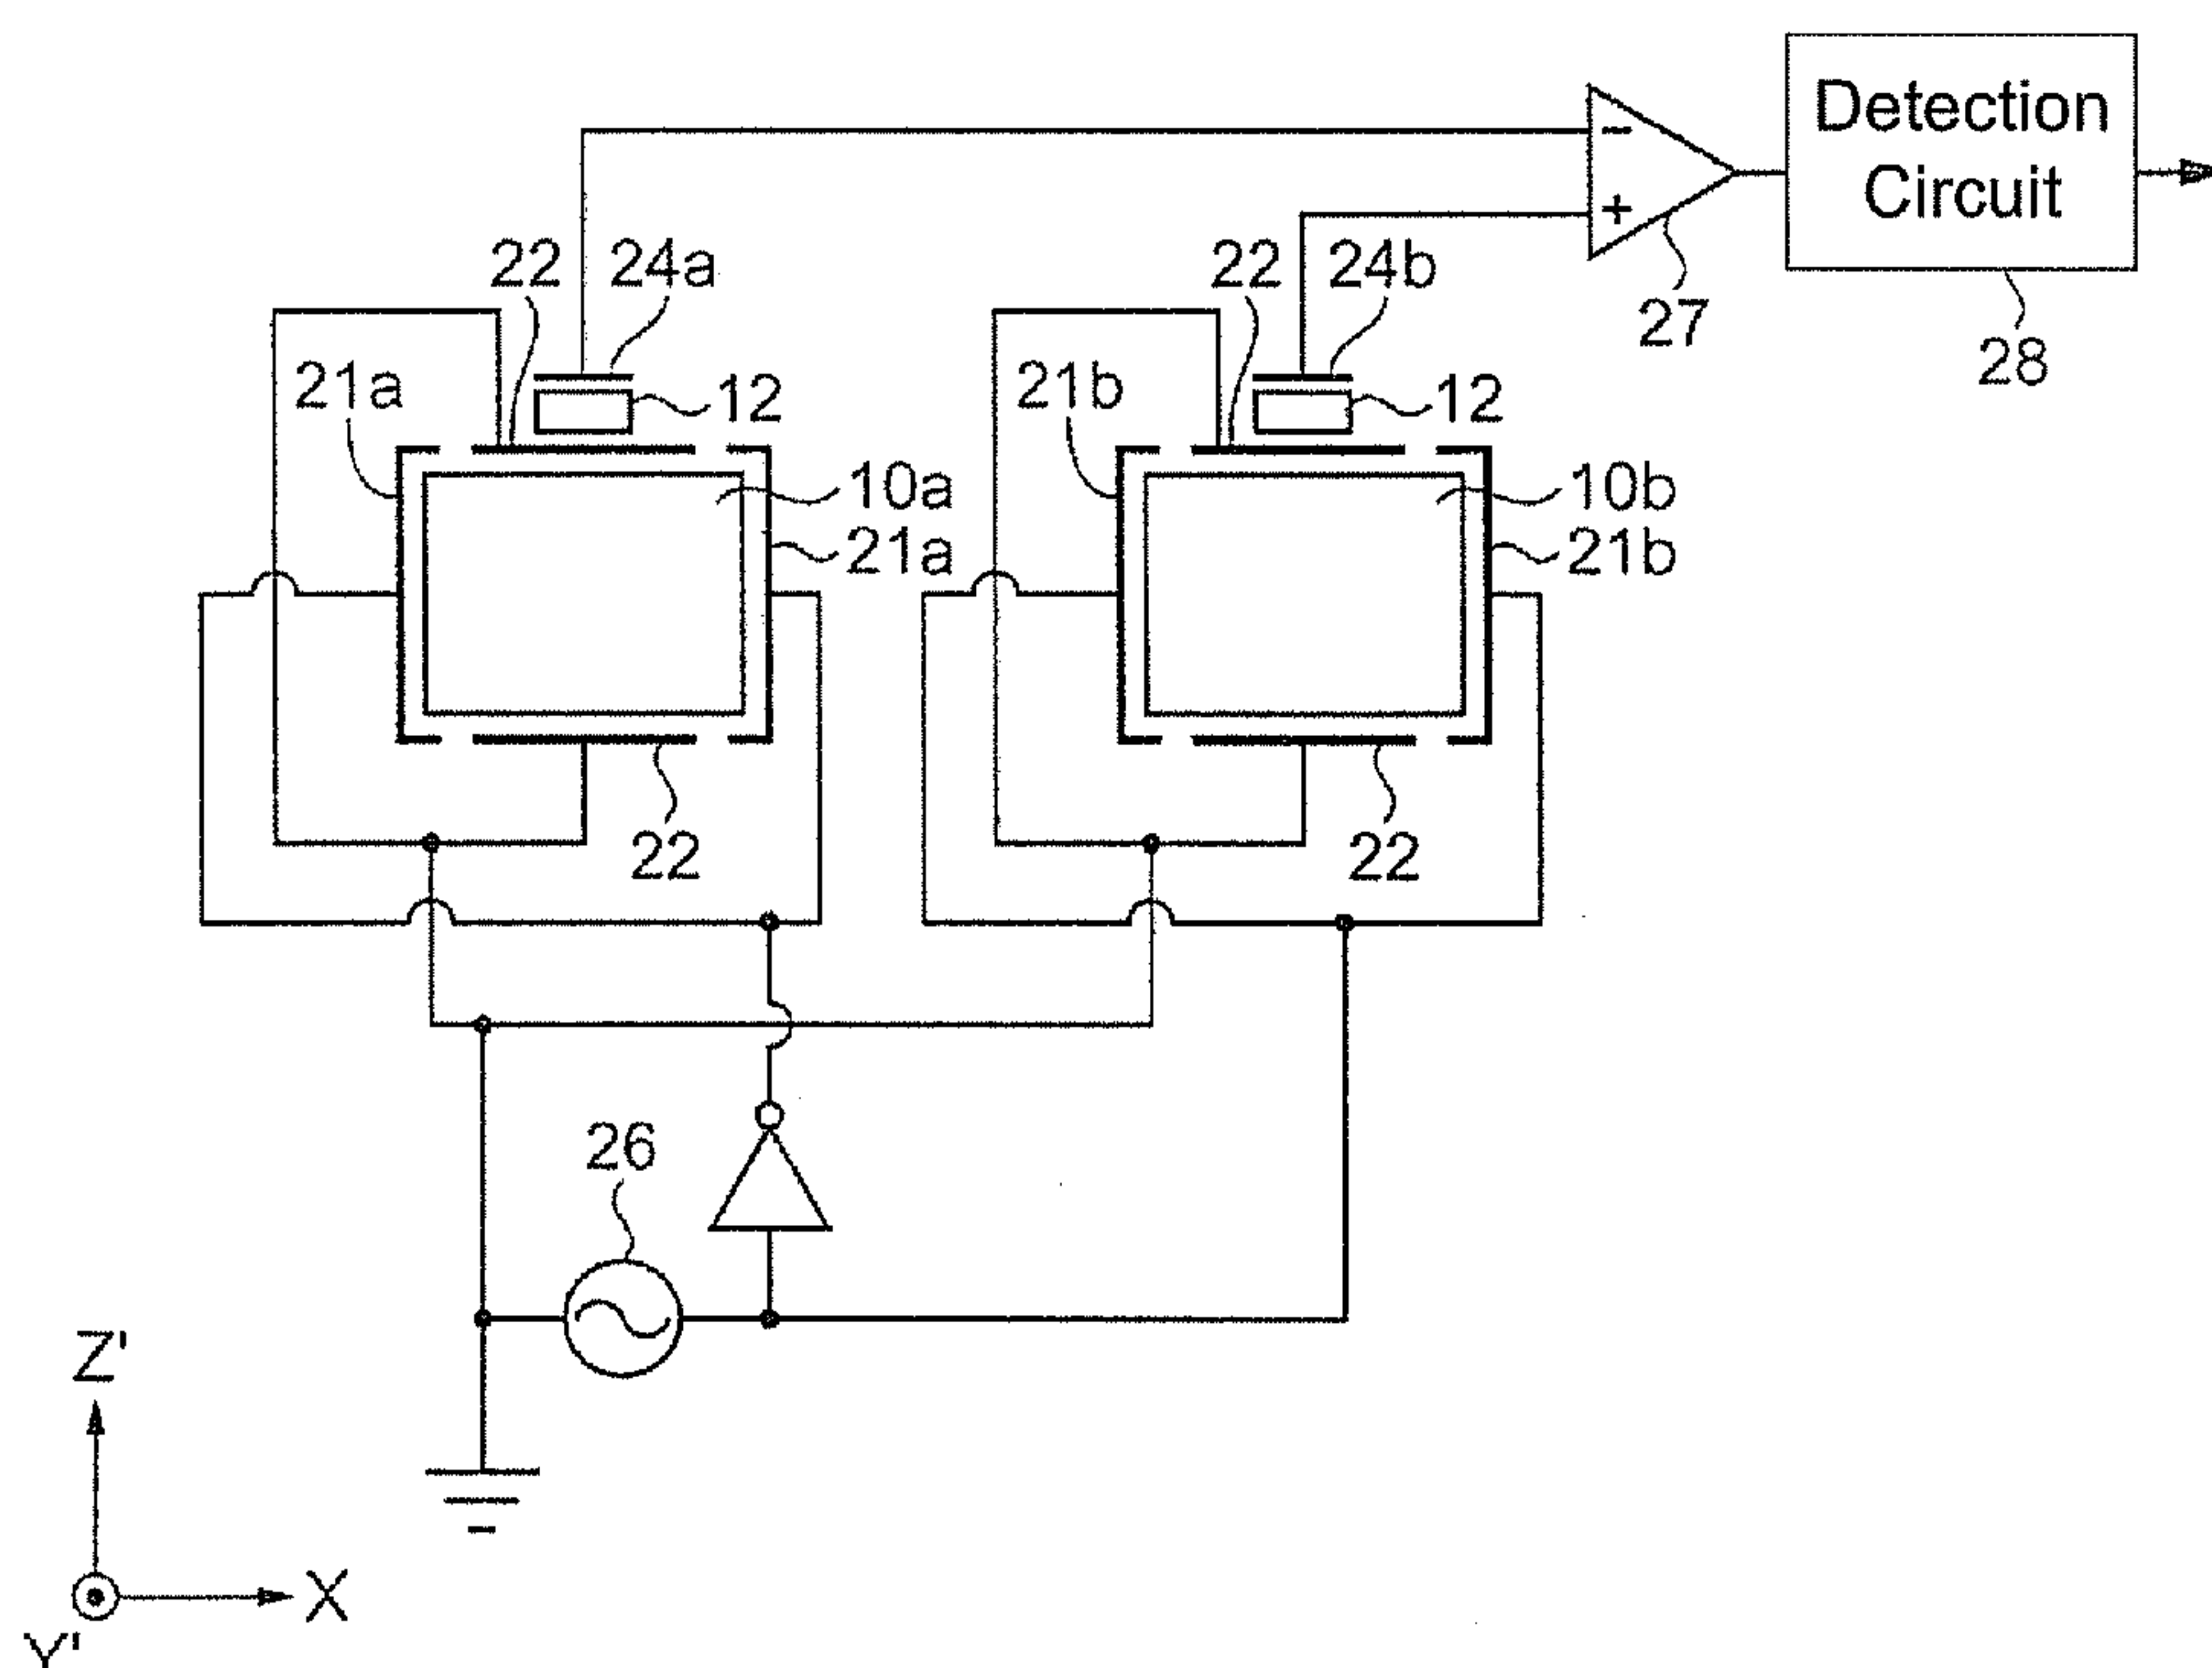 Detection
Circuit
−
+
27
28
22
24a
22
24b
21a
12
21b
12
10a
21a
10b
21b
22
22
26
Z'
X
Y'